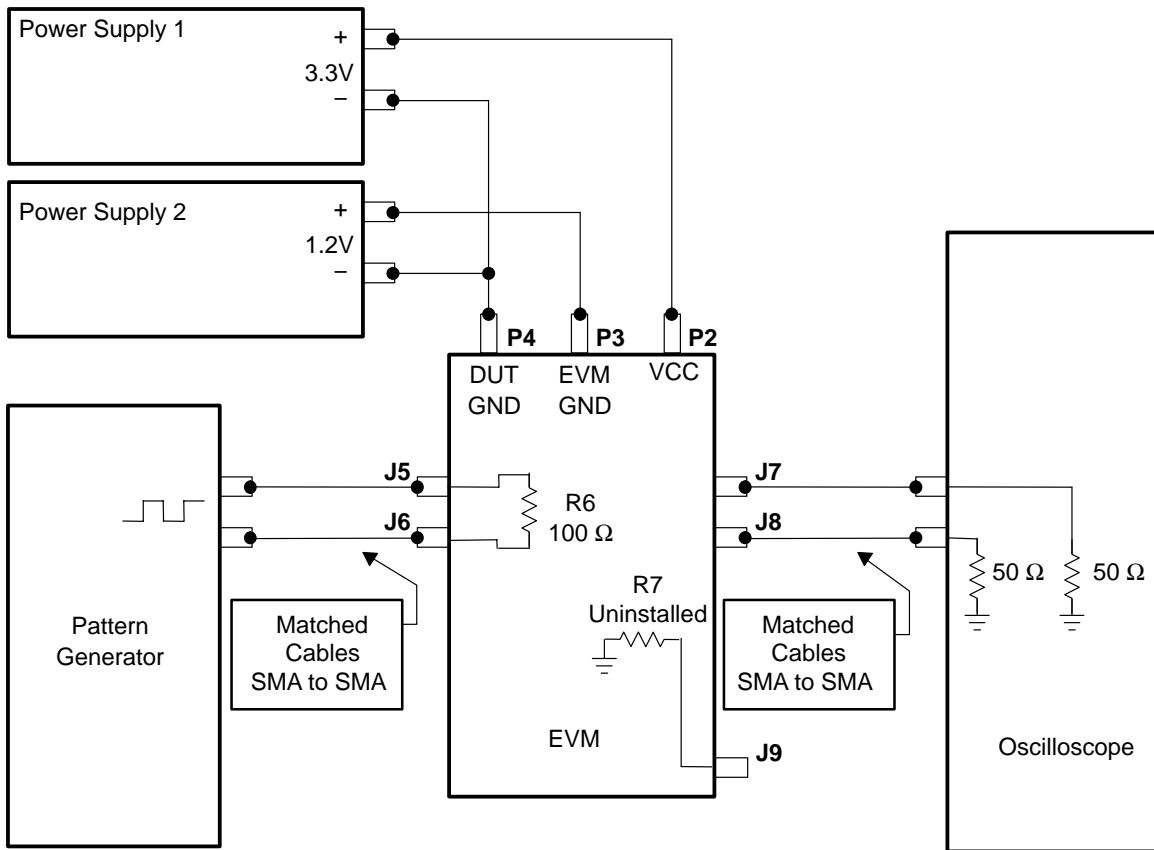 Power Supply 1
+
3.3V
−
Power Supply 2
+
1.2V
−
P4
P3
P2
DUT
GND
EVM
GND
VCC
J5
J6
R6
100 Ω
J7
J8
50 Ω
50 Ω
R7
Uninstalled
Pattern
Generator
Matched
Cables
SMA to SMA
Matched
Cables
SMA to SMA
EVM
J9
Oscilloscope